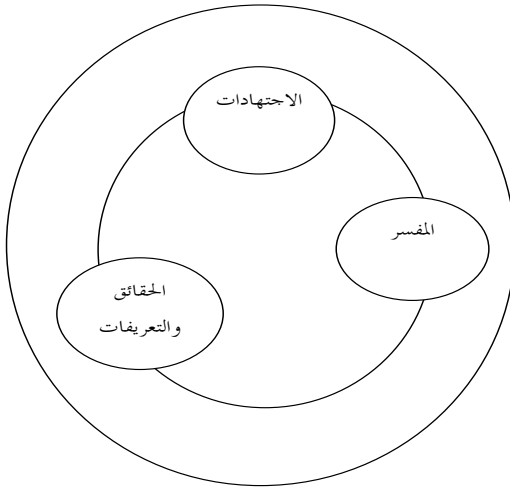 الاجتهادات
المفسر
الحقائق
والتعريفات